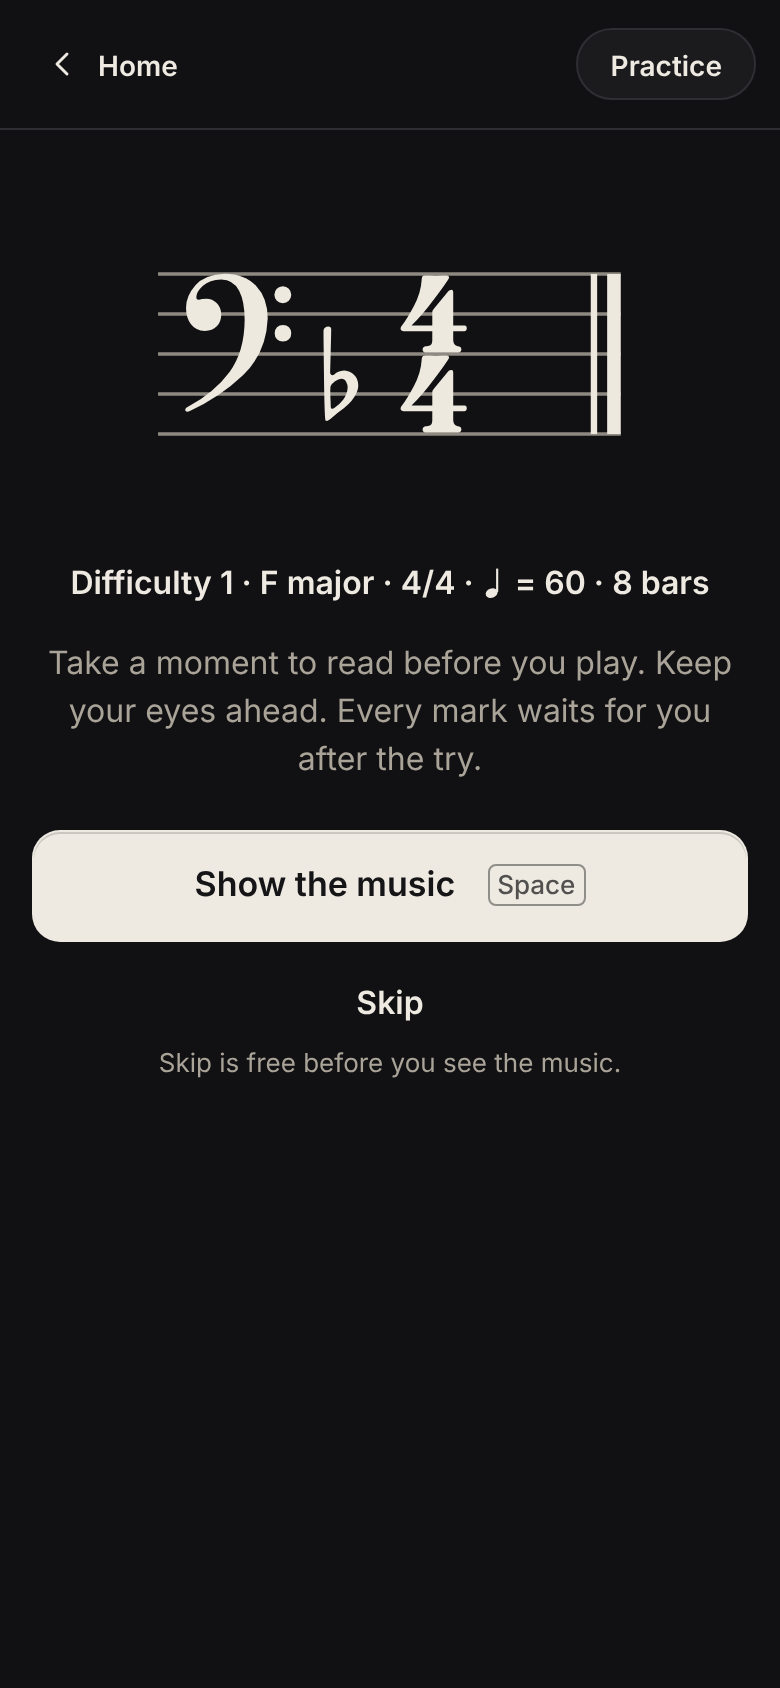 Home
Practice
4
4
Difficulty 1 · F major · 4/4 · ♩ = 60 · 8 bars
Take a moment to read before you play. Keep
your eyes ahead. Every mark waits for you
after the try.
Show the music Space
Skip
Skip is free before you see the music.